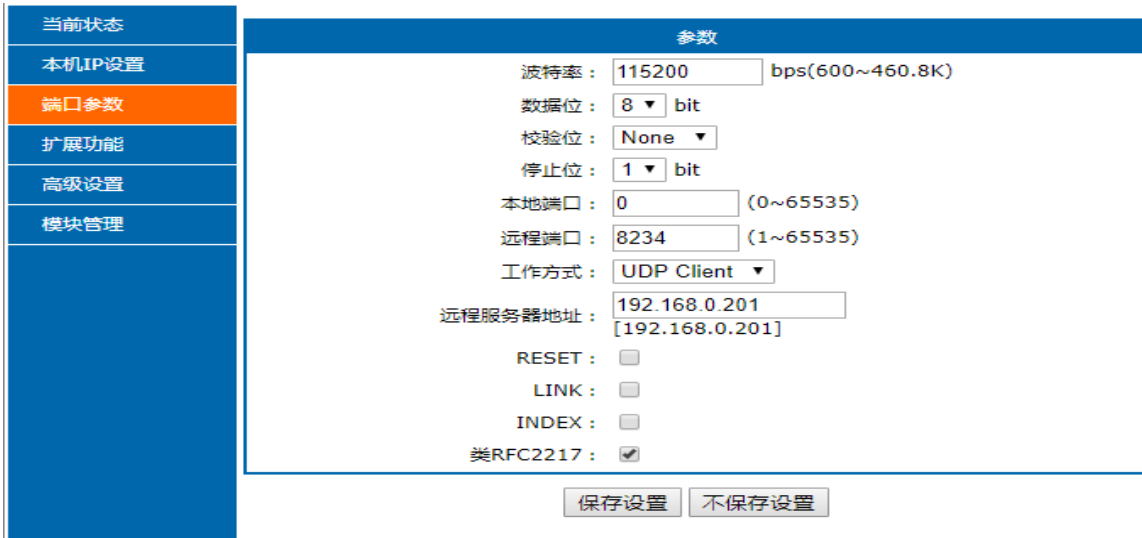 当前状态
本机IP设置
端口参数
扩展功能
高级设置
模块管理
参数
波特率： 115200 bps(600~460.8K)
数据位： 8 bit
校验位： None
停止位： 1 bit
本地端口： 0 (0~65535)
远程端口： 8234 (1~65535)
工作方式： UDP Client
远程服务器地址： 192.168.0.201
[192.168.0.201]
RESET：
LINK：
INDEX：
类RFC2217：
保存设置 不保存设置